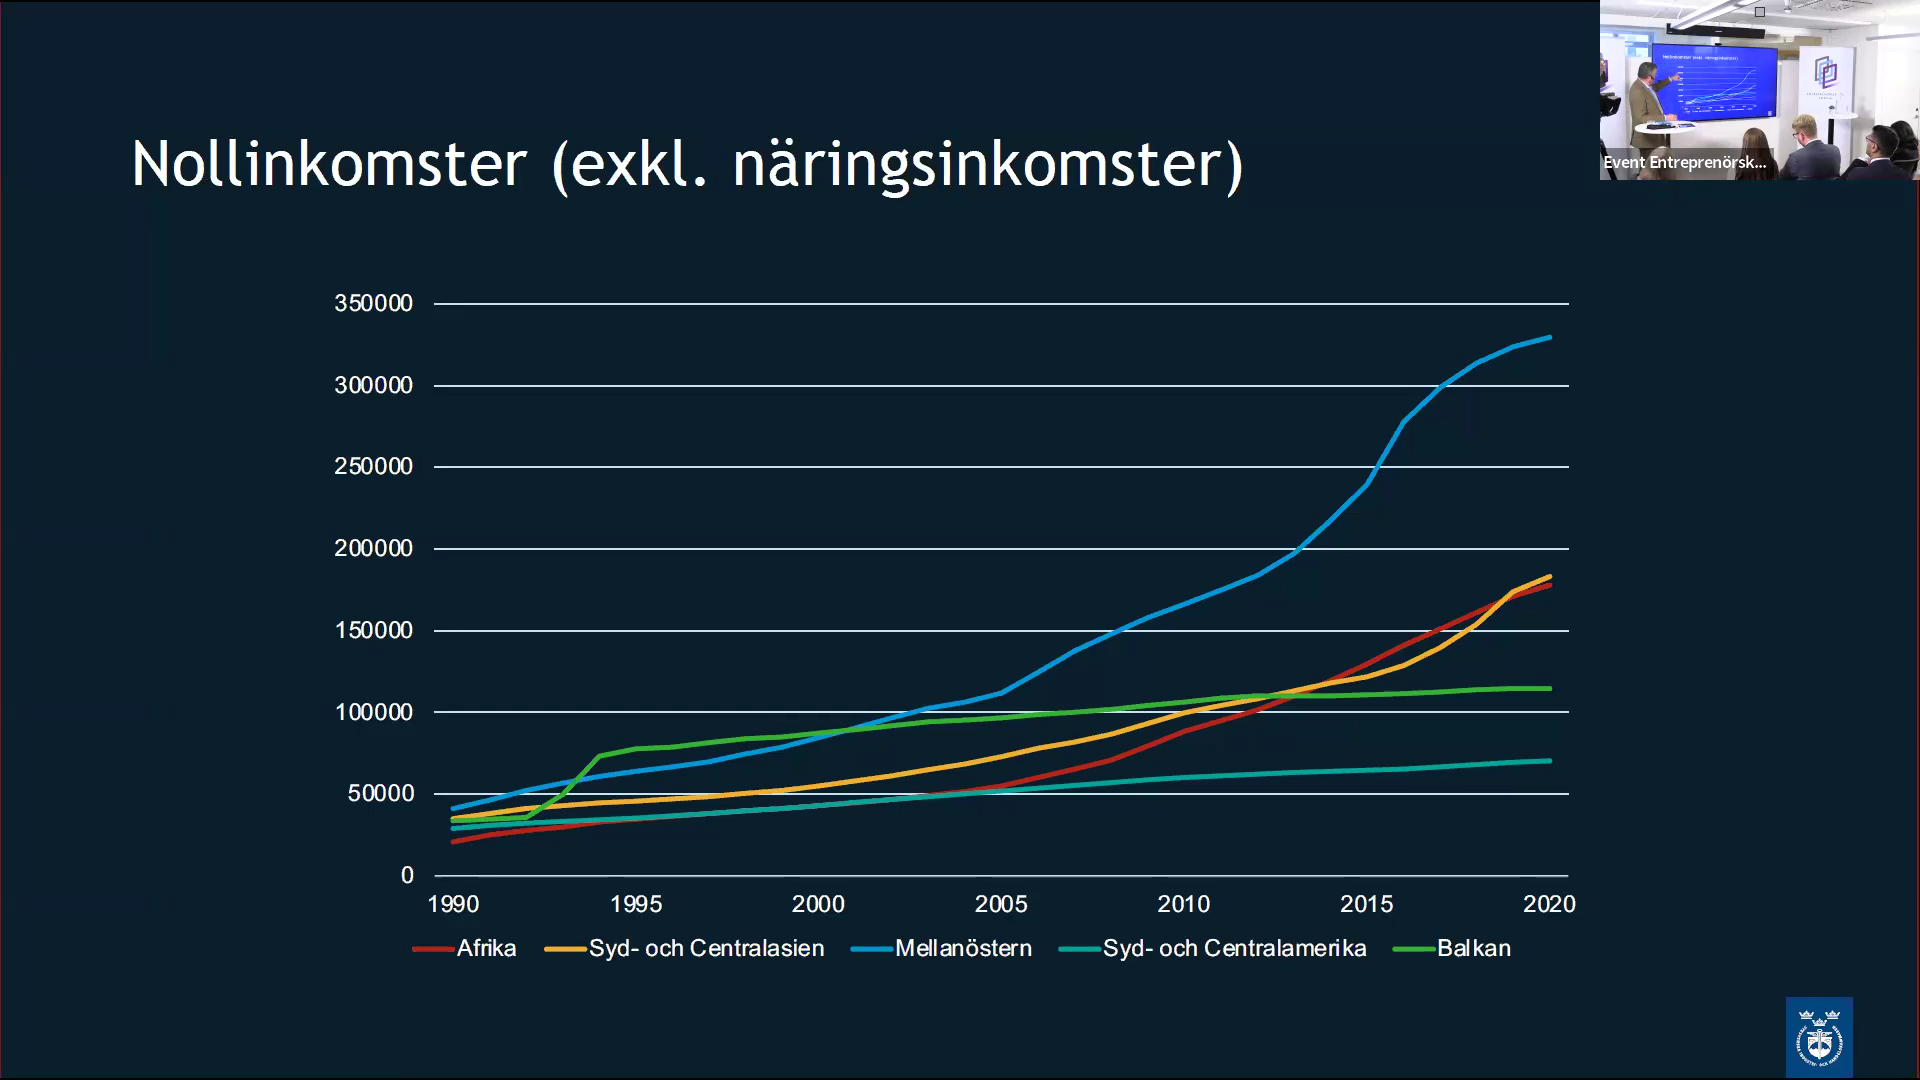 Nollinkomster (exkl. näringsinkomster)
Event Entreprenörsk...
350000
300000
250000
200000
150000
100000
50000
0
1990 1995 2000 2005 2010 2015 2020
Afrika Syd- och Centralasien Mellanöstern Syd- och Centralamerika Balkan